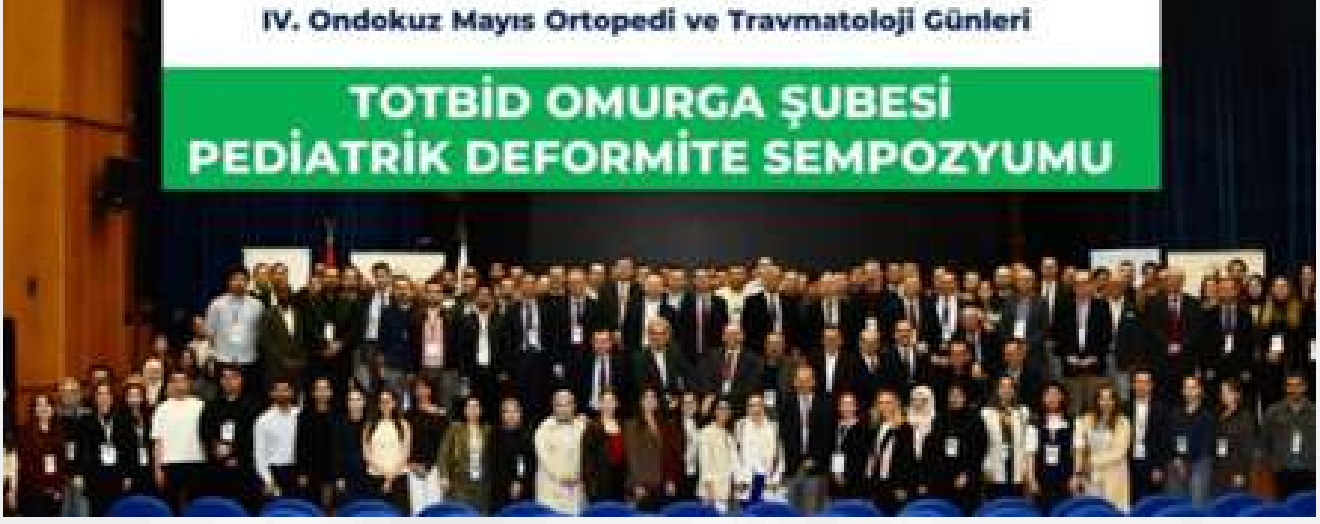 IV. Ondokuz Mayıs Ortopedi ve Travmatoloji Günleri
TOTBİD OMURGA ŞUBESİ
PEDİATRİK DEFORMİTE SEMPOZYUMU